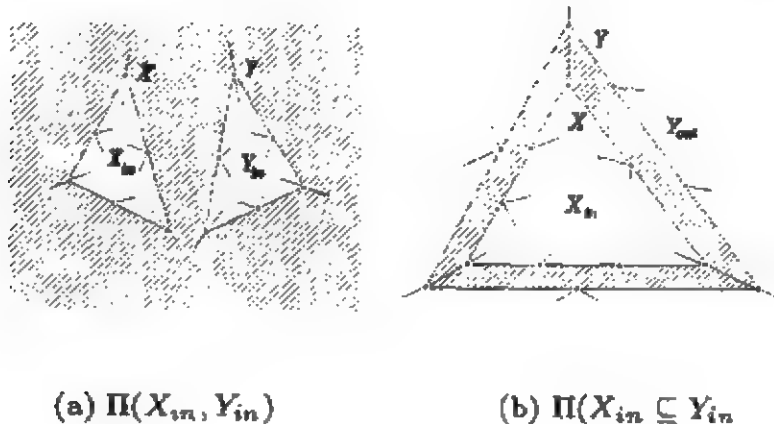 X Y
X_in Y_in
Y
Y_out
X
X_in
(a) Π(X_in, Y_in) (b) Π(X_in ⊆ Y_in